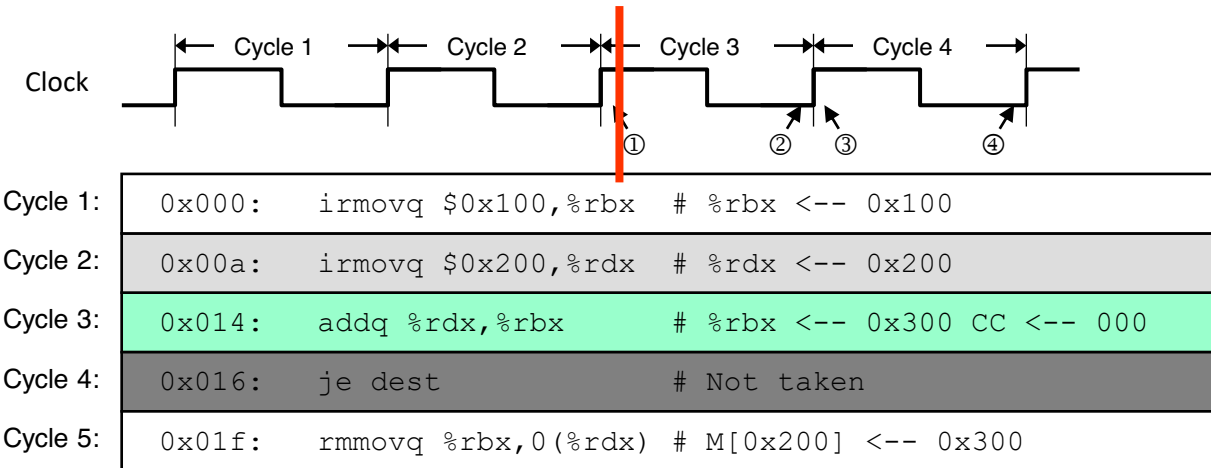 Cycle 1 Cycle 2 Cycle 3 Cycle 4
Clock
① ② ③ ④
Cycle 1: 0x000: irmovq $0x100,%rbx # %rbx <-- 0x100
Cycle 2: 0x00a: irmovq $0x200,%rdx # %rdx <-- 0x200
Cycle 3: 0x014: addq %rdx,%rbx # %rbx <-- 0x300 CC <-- 000
Cycle 4: 0x016: je dest # Not taken
Cycle 5: 0x01f: rmmovq %rbx,0(%rdx) # M[0x200] <-- 0x300